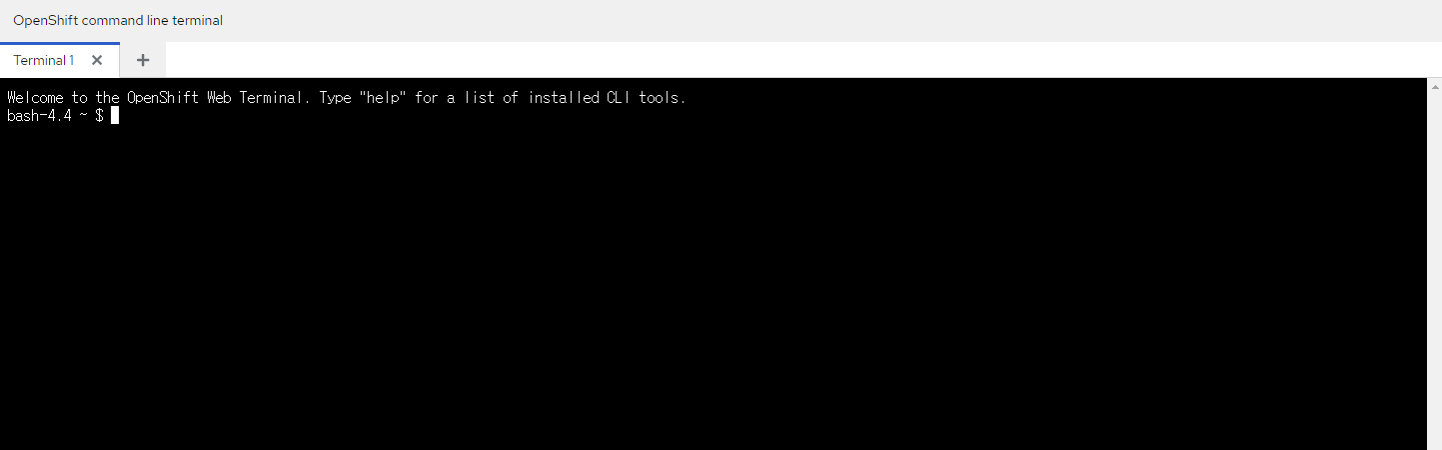 OpenShift command line terminal
Terminal 1
Welcome to the OpenShift Web Terminal. Type "help" for a list of installed CLI tools.
bash-4.4 ~ $